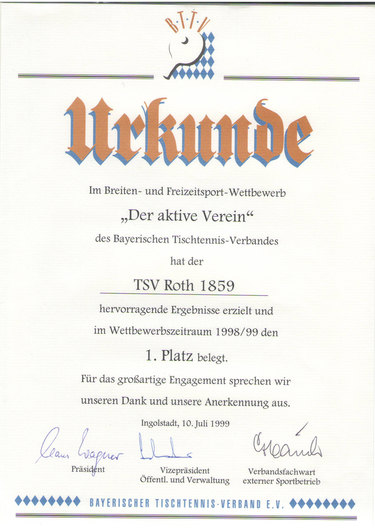 B·T·T·V
Urkunde
Im Breiten- und Freizeitsport-Wettbewerb
„Der aktive Verein“
des Bayerischen Tischtennis-Verbandes
hat der
TSV Roth 1859
hervorragende Ergebnisse erzielt und
im Wettbewerbszeitraum 1998/99 den
1. Platz belegt.
Für das großartige Engagement sprechen wir
unseren Dank und unsere Anerkennung aus.
Ingolstadt, 10. Juli 1999
Claus Wagner
Präsident
Vizepräsident
Öffentl. und Verwaltung
Verbandsfachwart
externer Sportbetrieb
BAYERISCHER TISCHTENNIS-VERBAND E.V.